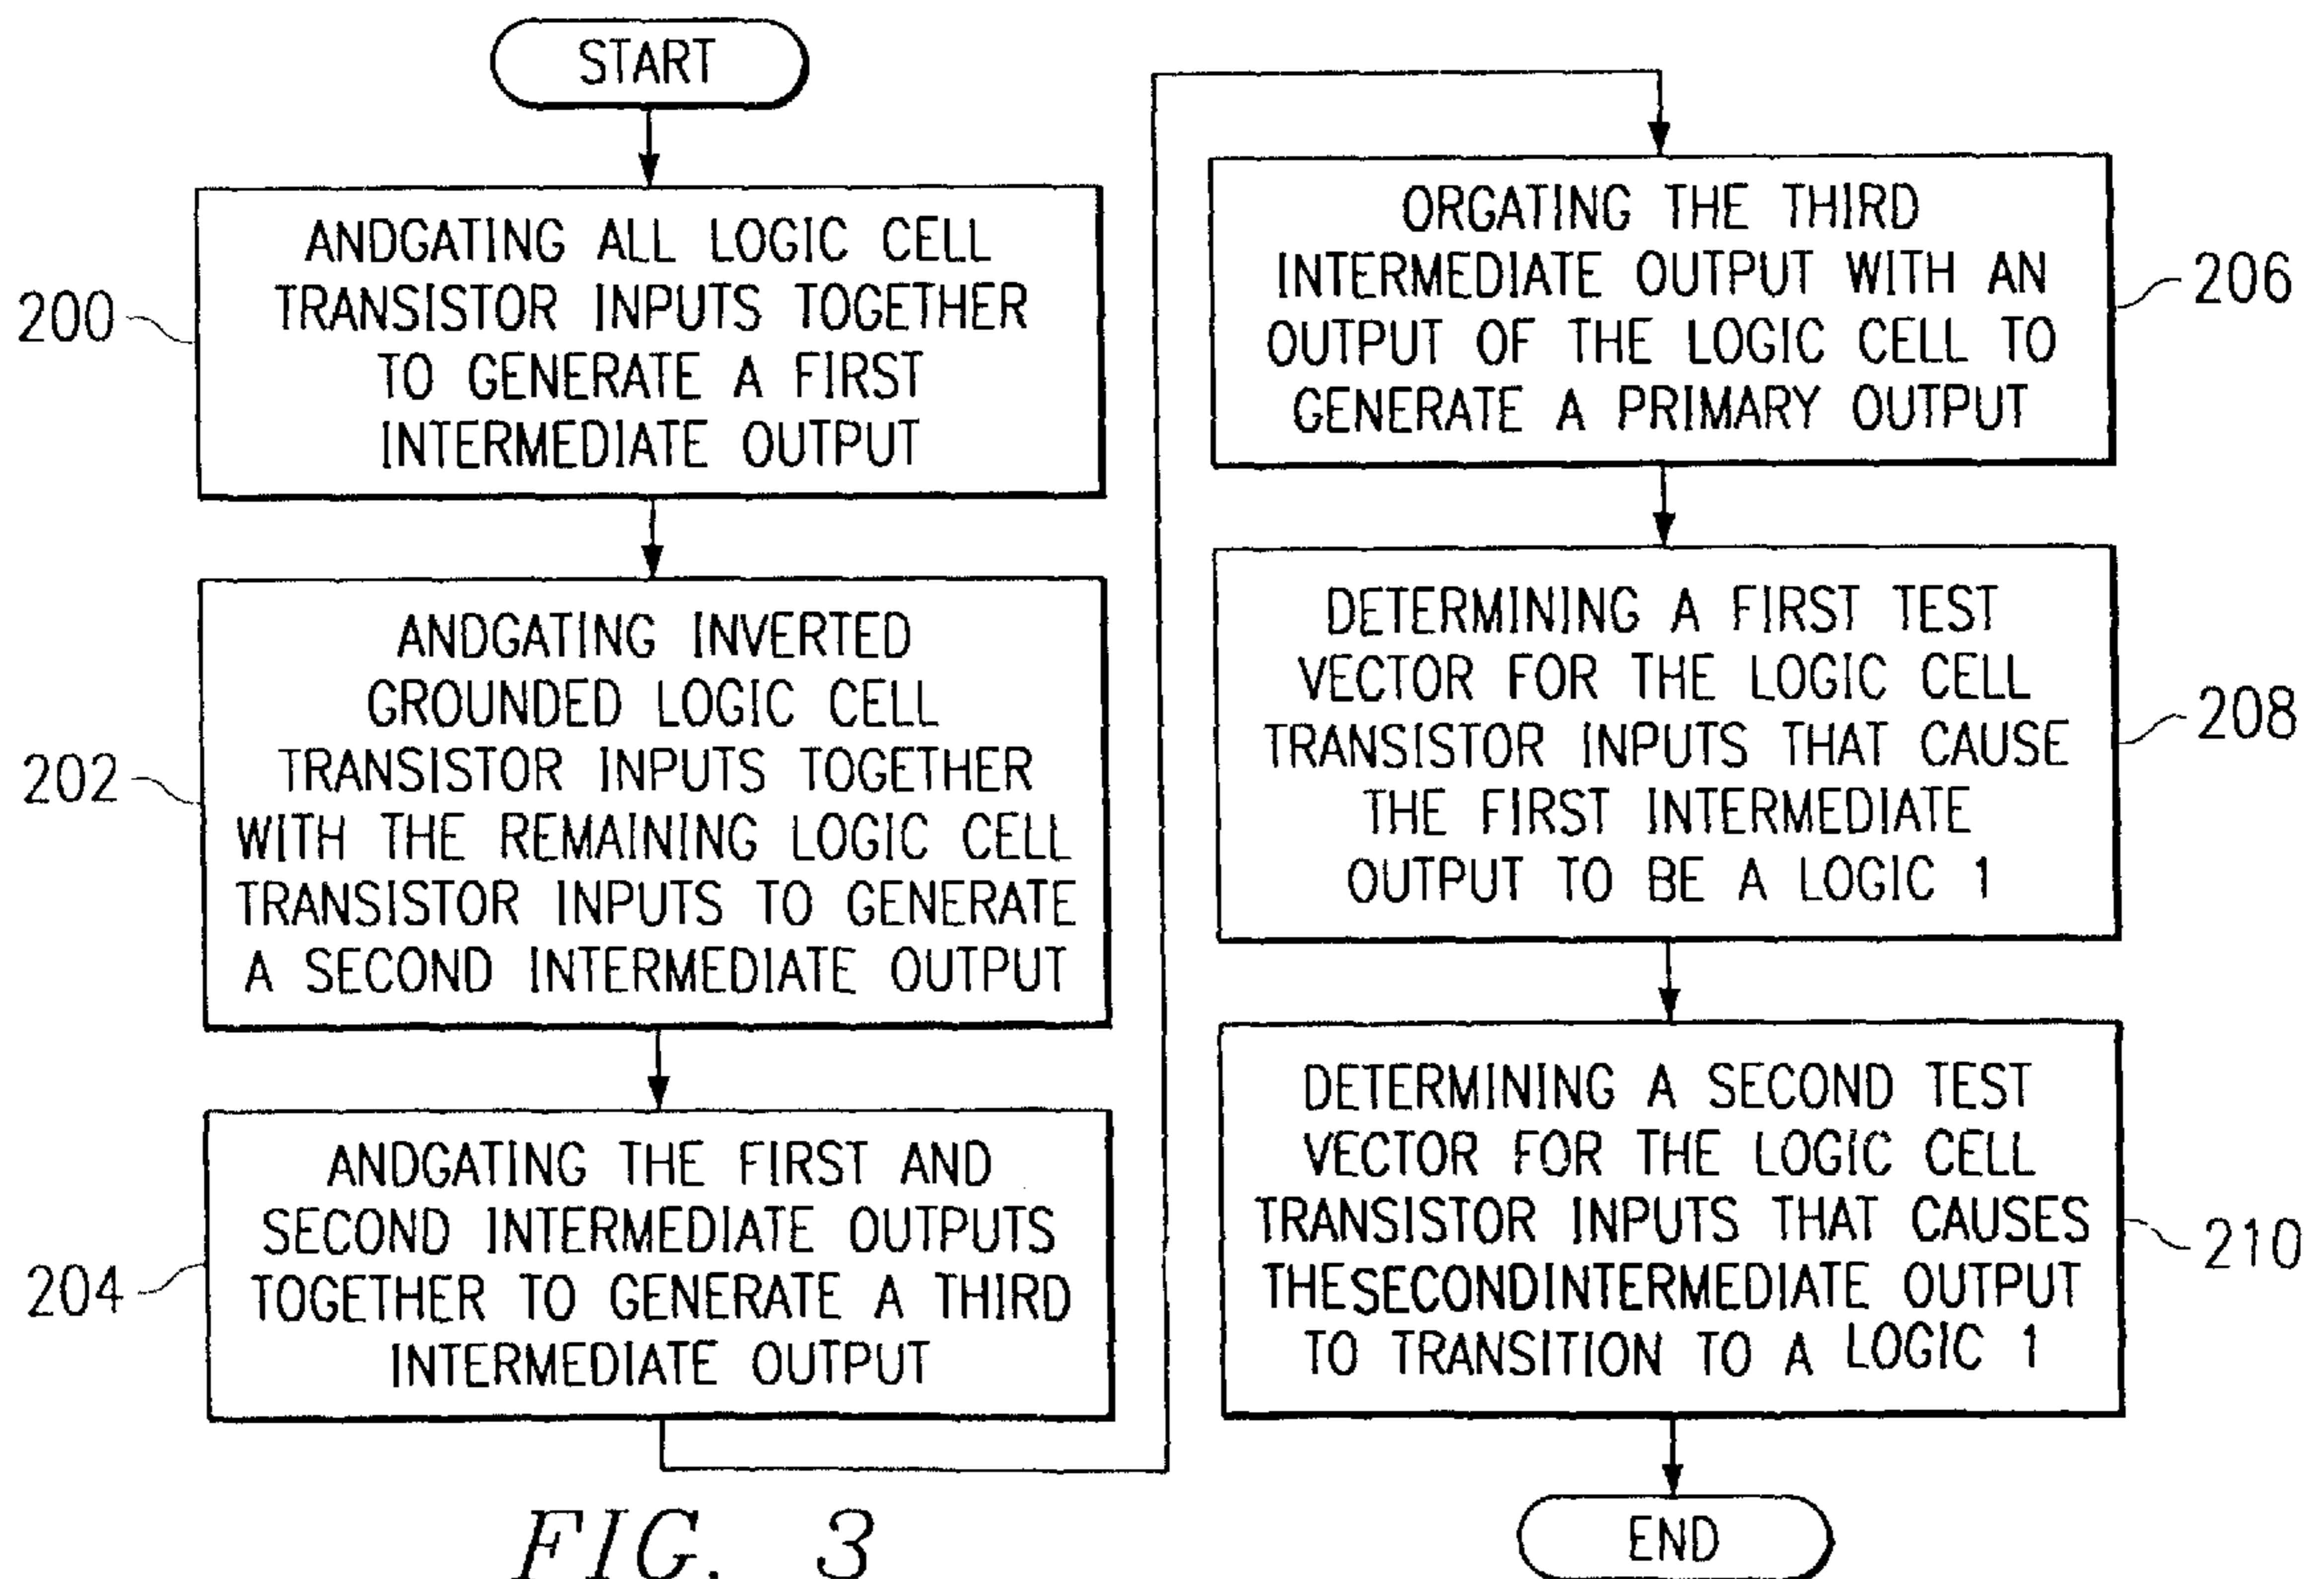 START
200
ANDGATING ALL LOGIC CELL
TRANSISTOR INPUTS TOGETHER
TO GENERATE A FIRST
INTERMEDIATE OUTPUT
202
ANDGATING INVERTED
GROUNDED LOGIC CELL
TRANSISTOR INPUTS TOGETHER
WITH THE REMAINING LOGIC CELL
TRANSISTOR INPUTS TO GENERATE
A SECOND INTERMEDIATE OUTPUT
204
ANDGATING THE FIRST AND
SECOND INTERMEDIATE OUTPUTS
TOGETHER TO GENERATE A THIRD
INTERMEDIATE OUTPUT
ORGATING THE THIRD
INTERMEDIATE OUTPUT WITH AN
OUTPUT OF THE LOGIC CELL TO
GENERATE A PRIMARY OUTPUT
206
DETERMINING A FIRST TEST
VECTOR FOR THE LOGIC CELL
TRANSISTOR INPUTS THAT CAUSE
THE FIRST INTERMEDIATE
OUTPUT TO BE A LOGIC 1
208
DETERMINING A SECOND TEST
VECTOR FOR THE LOGIC CELL
TRANSISTOR INPUTS THAT CAUSES
THESECONDINTERMEDIATE OUTPUT
TO TRANSITION TO A LOGIC 1
210
END
FIG. 3